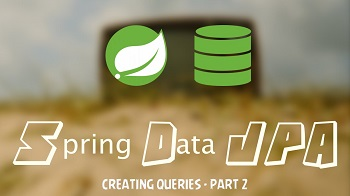 Spring Data JPA
CREATING QUERIES - PART 2